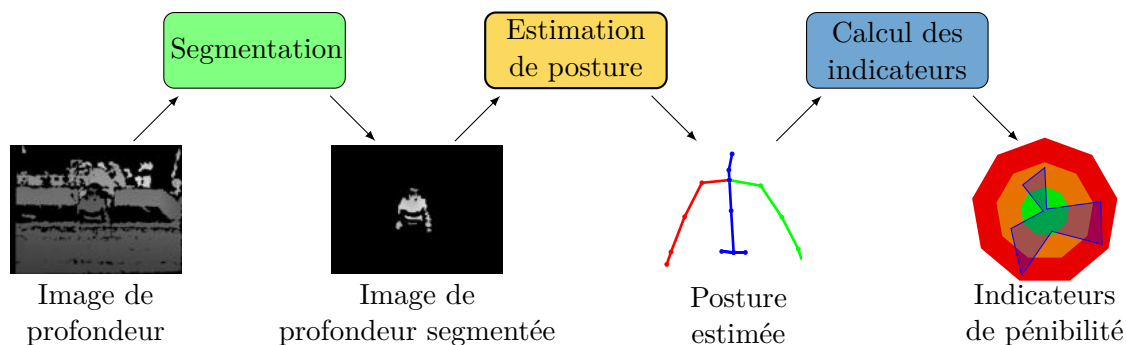 Segmentation
Estimation
de posture
Calcul des
indicateurs
Image de
profondeur
Image de
profondeur segmentée
Posture
estimée
Indicateurs
de pénibilité